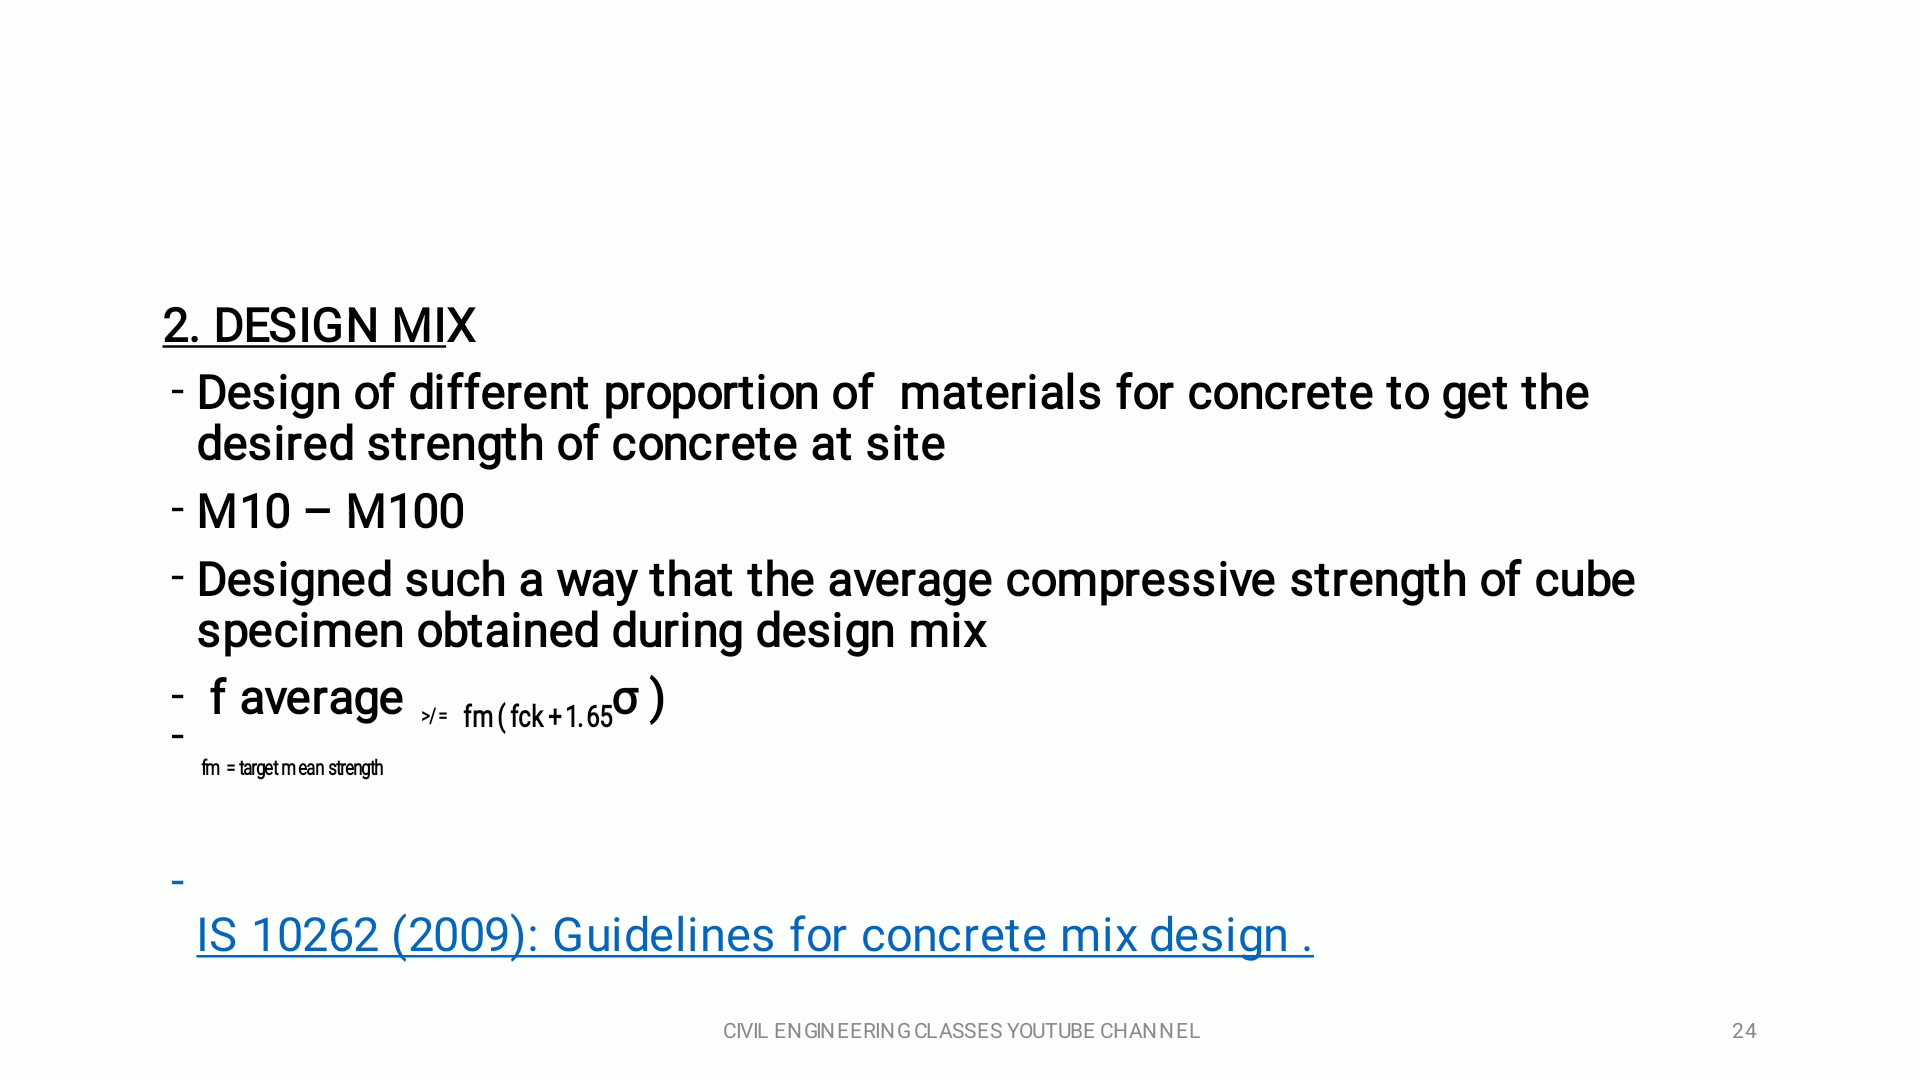 2. DESIGN MIX
- Design of different proportion of materials for concrete to get the
desired strength of concrete at site
- M10 – M100
- Designed such a way that the average compressive strength of cube
specimen obtained during design mix
- f average >/= fm ( fck + 1.65σ )
-
fm = target mean strength
-
IS 10262 (2009): Guidelines for concrete mix design .
CIVIL ENGINEERING CLASSES YOUTUBE CHANNEL
24